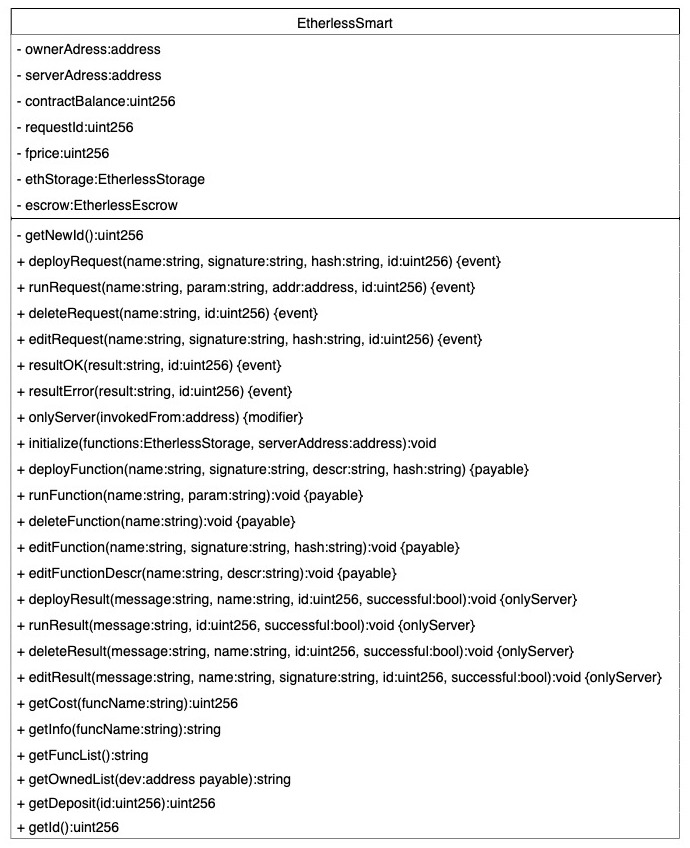 EtherlessSmart
- ownerAdress:address
- serverAdress:address
- contractBalance:uint256
- requestId:uint256
- fprice:uint256
- ethStorage:EtherlessStorage
- escrow:EtherlessEscrow
- getNewId():uint256
+ deployRequest(name:string, signature:string, hash:string, id:uint256) {event}
+ runRequest(name:string, param:string, addr:address, id:uint256) {event}
+ deleteRequest(name:string, id:uint256) {event}
+ editRequest(name:string, signature:string, hash:string, id:uint256) {event}
+ resultOK(result:string, id:uint256) {event}
+ resultError(result:string, id:uint256) {event}
+ onlyServer(invokedFrom:address) {modifier}
+ initialize(functions:EtherlessStorage, serverAddress:address):void
+ deployFunction(name:string, signature:string, descr:string, hash:string) {payable}
+ runFunction(name:string, param:string):void {payable}
+ deleteFunction(name:string):void {payable}
+ editFunction(name:string, signature:string, hash:string):void {payable}
+ editFunctionDescr(name:string, descr:string):void {payable}
+ deployResult(message:string, name:string, id:uint256, successful:bool):void {onlyServer}
+ runResult(message:string, id:uint256, successful:bool):void {onlyServer}
+ deleteResult(message:string, name:string, id:uint256, successful:bool):void {onlyServer}
+ editResult(message:string, name:string, signature:string, id:uint256, successful:bool):void {onlyServer}
+ getCost(funcName:string):uint256
+ getInfo(funcName:string):string
+ getFuncList():string
+ getOwnedList(dev:address payable):string
+ getDeposit(id:uint256):uint256
+ getId():uint256